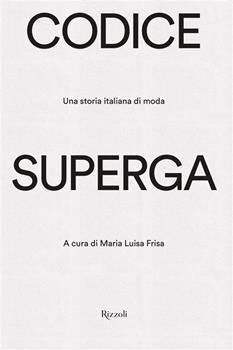 CODICE
Una storia italiana di moda
SUPERGA
A cura di Maria Luisa Frisa
Rizzoli